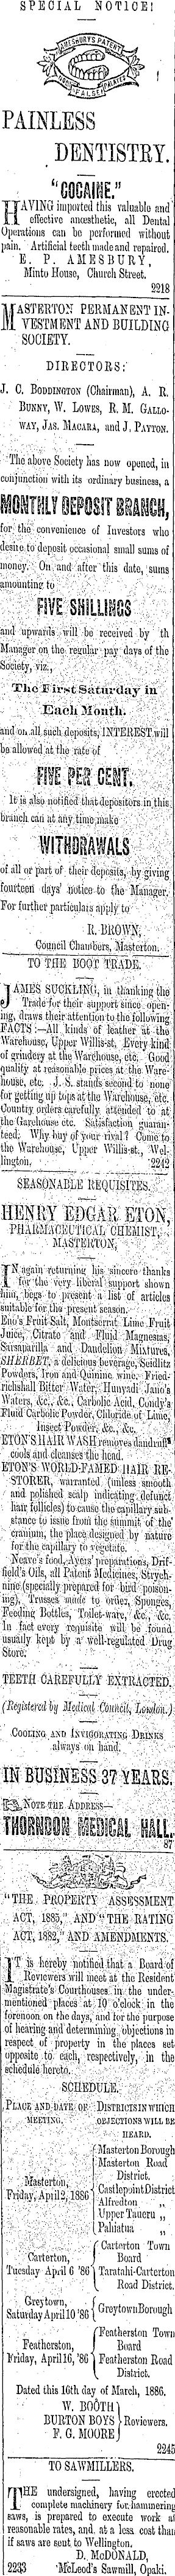 SPECIAL NOTICE!
AMESBURY'S PATENT
FALSE PALATES
PAINLESS
DENTISTRY.
"COCAINE."
HAVING imported this valuable and
effective anæsthetic, all Dental
Operations can be performed without
pain. Artificial teeth made and repaired.
E. P. AMESBURY,
Minto House, Church Street.
2218
MASTERTON PERMANENT IN-
VESTMENT AND BUILDING
SOCIETY.
DIRECTORS:
J. C. BODDINGTON (Chairman), A. R.
BUNNY, W. LOWES, R. M. GALLO-
WAY, JAS. MACARA, and J. PAYTON.
The above Society has now opened, in
conjunction with its ordinary business, a
MONTHLY DEPOSIT BRANCH,
for the convenience of Investors who
desire to deposit occasional small sums of
money. On and after this date, sums
amounting to
FIVE SHILLINGS
and upwards will be received by th
Manager on the regular pay days of the
Society, viz.,
The First Saturday in
Each Month.
and on all such deposits, INTEREST will
be allowed at the rate of
FIVE PER CENT.
It is also notified that depositors in this
branch can at any time make
WITHDRAWALS
of all or part of their deposits, by giving
fourteen days' notice to the Manager.
For further particulars apply to
R. BROWN,
Council Chambers, Masterton.
TO THE BOOT TRADE.
JAMES SUCKLING, in thanking the
Trade for their support since open-
ing, draws their attention to the following
FACTS :—All kinds of leather at the
Warehouse, Upper Willis-st. Every kind
of grindery at the Warehouse, etc. Good
quality at reasonable prices at the Ware-
house, etc. J. S. stands second to none
for getting up tops at the Warehouse, etc.
Country orders carefully attended to at
the Warehouse etc. Satisfaction guaran-
teed. Why buy of your rival? Come to
the Warehouse, Upper Willis-st., Wel-
lington. 2242
SEASONABLE REQUISITES.
HENRY EDGAR ETON,
PHARMACEUTICAL CHEMIST,
MASTERTON,
IN again returning his sincere thanks
for the very liberal support shown
him, begs to present a list of articles
suitable for the present season.
Eno's Fruit Salt, Montserrat Lime Fruit
Juice, Citrate and Fluid Magnesias,
Sarsaparilla and Dandelion Mixtures,
SHERBET, a delicious beverage, Seidlitz
Powders, Iron and Quinine wine, Fried-
richshall Bitter Water, Hunyadi Jano's
Waters, &c., &c., Carbolic Acid, Condy's
Fluid Carbolic Powder, Chloride of Lime,
Insect Powder, &c., &c.
ETON'S HAIR WASH removes dandruff
cools and cleanses the head.
ETON'S WORLD-FAMED HAIR RE-
STORER, warranted (unless smooth
and polished scalp indicating defunct
hair follicles) to cause the capillary sub-
stance to issue from the summit of the
cranium, the place designed by nature
for the capillary to vegetate.
Neave's food, Ayers' preparations, Drif-
field's Oils, all Patent Medicines, Strych-
nine (specially prepared for bird poison-
ing), Trusses made to order, Sponges,
Feeding Bottles, Toilet-ware, &c., &c.
In fact every requisite will be found
usually kept by a well-regulated Drug
Store.
TEETH CAREFULLY EXTRACTED.
(Registered by Medical Council, London.)
COOLING AND INVIGORATING DRINKS
always on hand.
IN BUSINESS 37 YEARS.
NOTE THE ADDRESS—
THORNDON MEDICAL HALL.
87
"THE PROPERTY ASSESSMENT
ACT, 1885," AND "THE RATING
ACT, 1882," AND AMENDMENTS.
IT is hereby notified that a Board of
Reviewers will meet at the Resident
Magistrate's Courthouses in the under-
mentioned places at 10 o'clock in the
forenoon on the days, and for the purpose
of hearing and determining objections in
respect of property in the places set
opposite to each, respectively, in the
schedule hereto.
SCHEDULE.
PLACE AND DATE OF MEETING. DISTRICTS IN WHICH OBJECTIONS WILL BE HEARD.
Masterton, Friday, April 2, 1886
Masterton Borough
Masterton Road
District.
Castlepoint District
Alfredton „
Upper Taueru „
Pahiatua „
Carterton, Tuesday April 6 '86
Carterton Town
Board
Taratahi-Carterton
Road District.
Greytown, Saturday April 10 '86
Greytown Borough
Featherston, Friday, April 16, '86
Featherston Town
Board
Featherston Road
District.
Dated this 16th day of March, 1886.
W. BOOTH
BURTON BOYS Reviewers.
F. G. MOORE
2245
TO SAWMILLERS.
THE undersigned, having erected
complete machinery for hammering
saws, is prepared to execute work at
reasonable rates, and at a less cost than
if saws are sent to Wellington.
D. McDONALD,
2233 McLeod's Sawmill, Opaki.